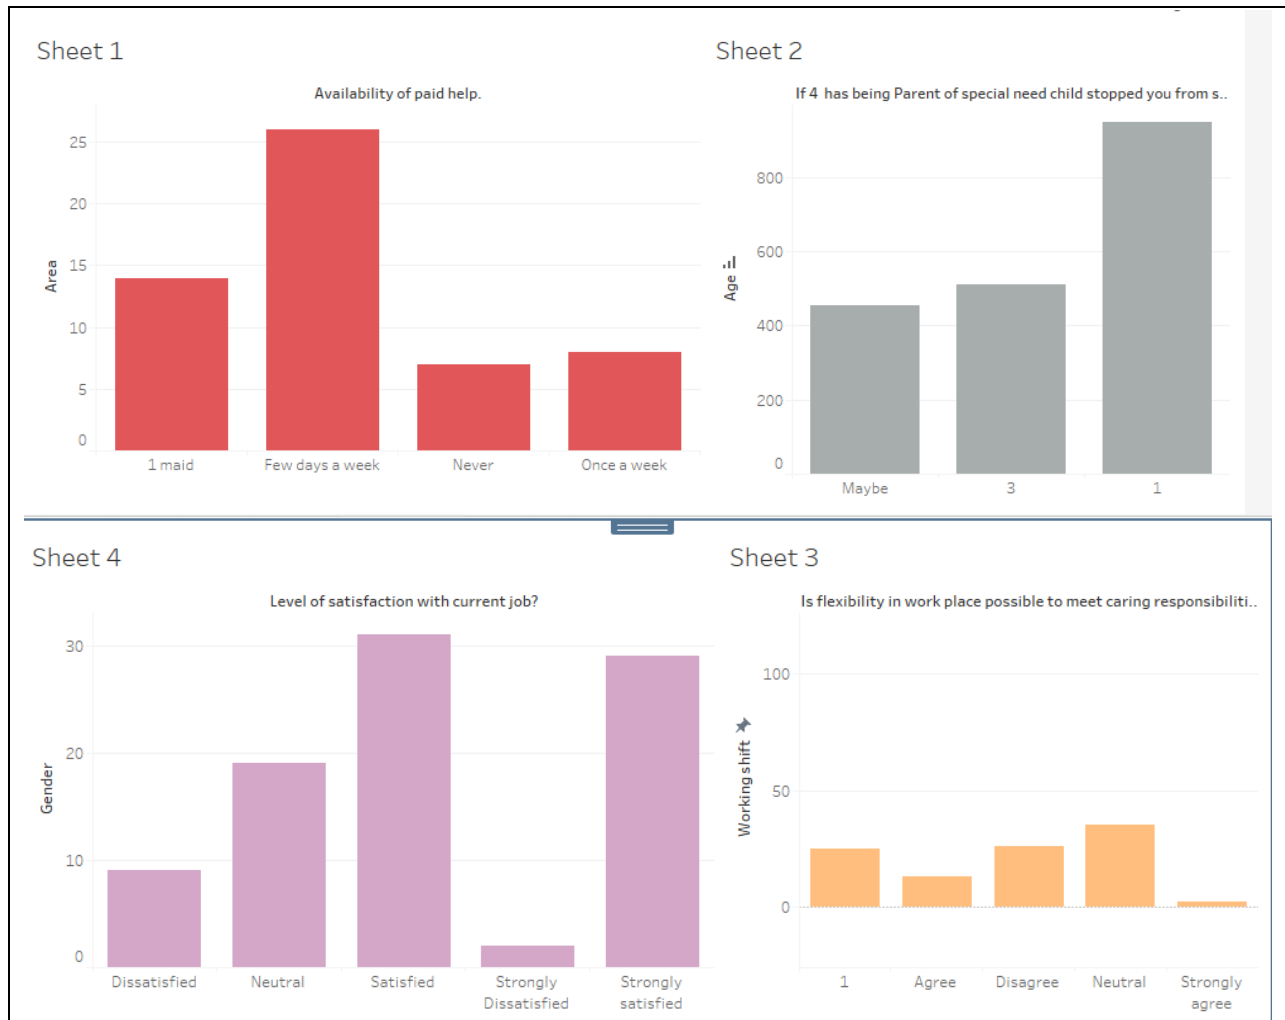 Sheet 1
Availability of paid help.
Area
25
20
15
10
5
0
1 maid
Few days a week
Never
Once a week
Sheet 2
If 4 has being Parent of special need child stopped you from s..
Age
800
600
400
200
0
Maybe
3
1
Sheet 4
Level of satisfaction with current job?
Gender
30
20
10
0
Dissatisfied
Neutral
Satisfied
Strongly
Dissatisfied
Strongly
satisfied
Sheet 3
Is flexibility in work place possible to meet caring responsibiliti..
Working shift
100
50
0
1
Agree
Disagree
Neutral
Strongly
agree